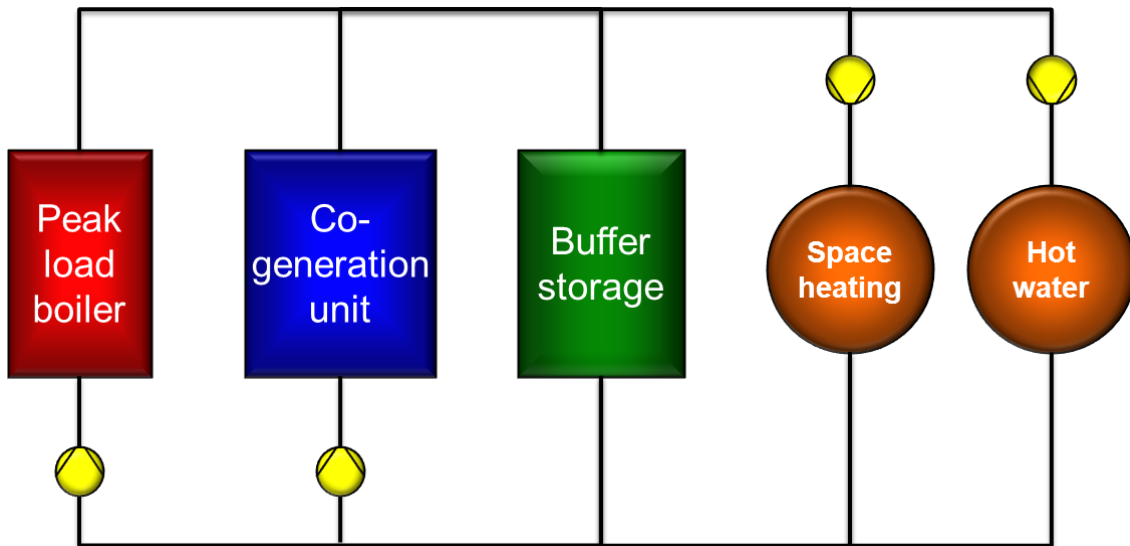 Peak
load
boiler
Co-
generation
unit
Buffer
storage
Space
heating
Hot
water